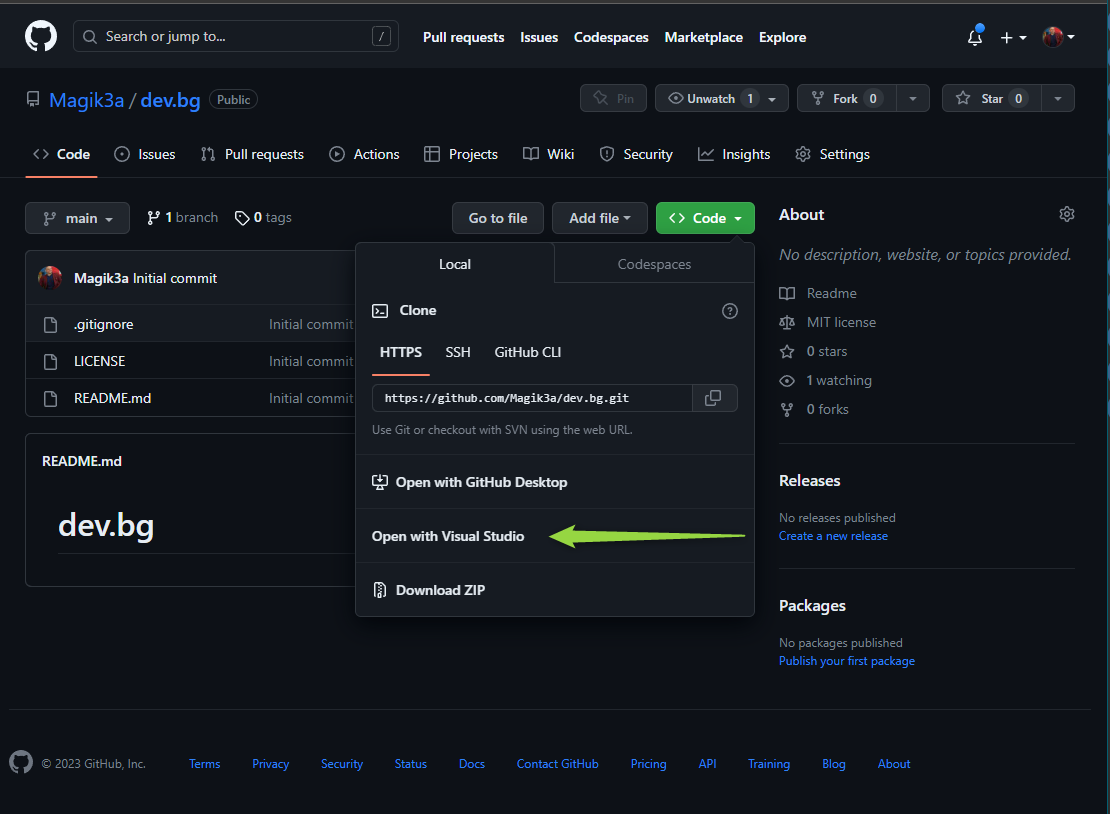 Search or jump to... /
Pull requests Issues Codespaces Marketplace Explore
Magik3a / dev.bg Public
Pin Unwatch 1 Fork 0 Star 0
Code Issues Pull requests Actions Projects Wiki Security Insights Settings
main 1 branch 0 tags Go to file Add file Code
Magik3a Initial commit
.gitignore Initial commit
LICENSE Initial commit
README.md Initial commit
README.md
dev.bg
Local Codespaces
Clone
HTTPS SSH GitHub CLI
https://github.com/Magik3a/dev.bg.git
Use Git or checkout with SVN using the web URL.
Open with GitHub Desktop
Open with Visual Studio
Download ZIP
About
No description, website, or topics provided.
Readme
MIT license
0 stars
1 watching
0 forks
Releases
No releases published
Create a new release
Packages
No packages published
Publish your first package
© 2023 GitHub, Inc. Terms Privacy Security Status Docs Contact GitHub Pricing API Training Blog About